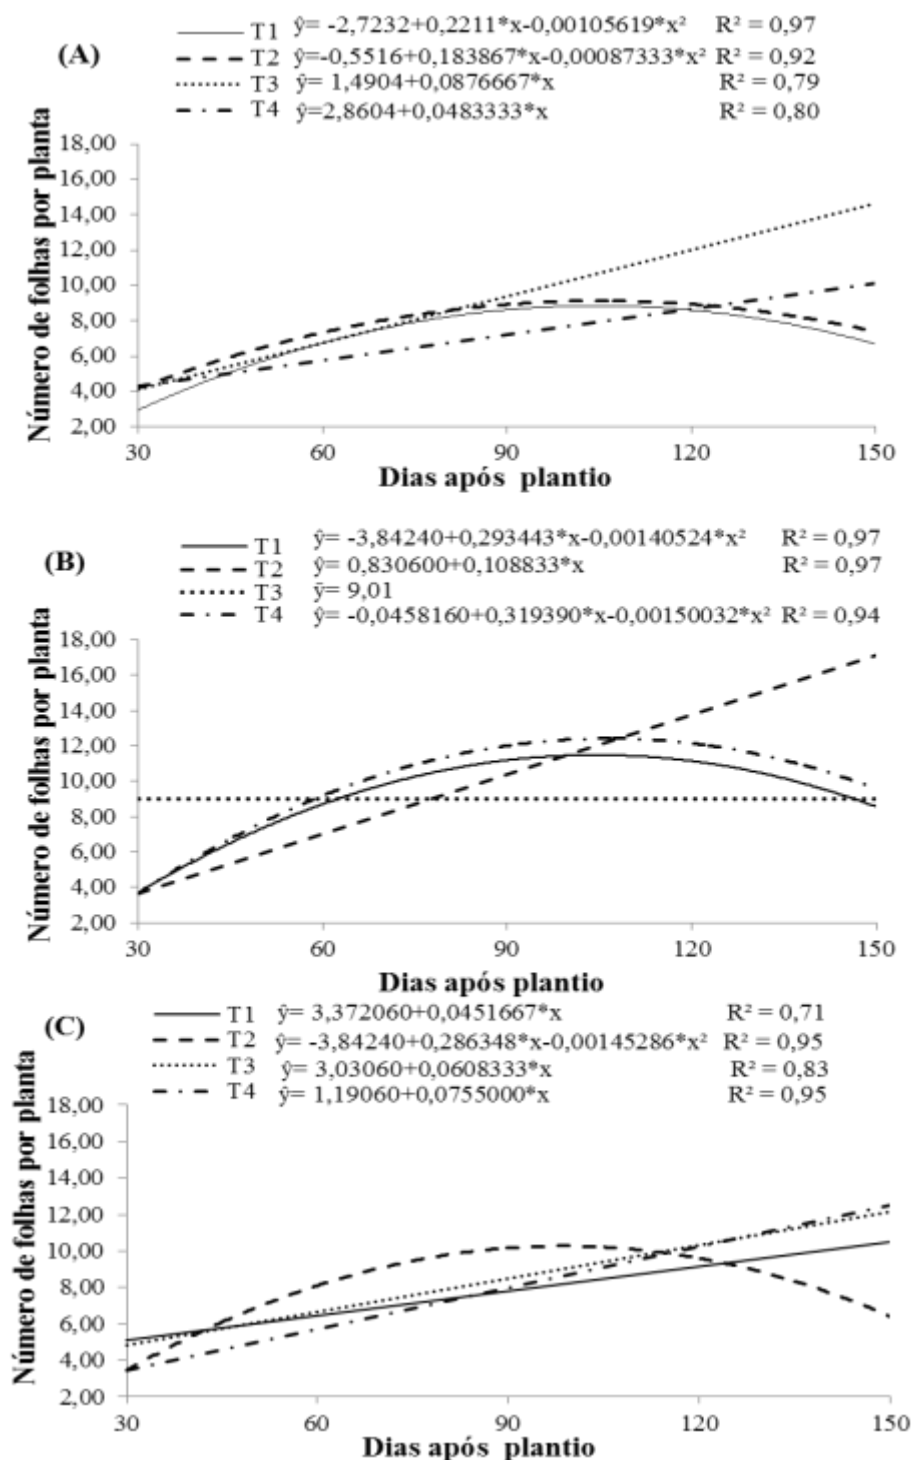 (A)
T1 ŷ= -2,7232+0,2211*x-0,00105619*x² R² = 0,97
T2 ŷ=-0,5516+0,183867*x-0,00087333*x² R² = 0,92
T3 ŷ= 1,4904+0,0876667*x R² = 0,79
T4 ŷ=2,8604+0,0483333*x R² = 0,80
Número de folhas por planta
18,00
16,00
14,00
12,00
10,00
8,00
6,00
4,00
2,00
30 60 90 120 150
Dias após plantio
(B)
T1 ŷ= -3,84240+0,293443*x-0,00140524*x² R² = 0,97
T2 ŷ= 0,830600+0,108833*x R² = 0,97
T3 ȳ= 9,01
T4 ŷ= -0,0458160+0,319390*x-0,00150032*x² R² = 0,94
Número de folhas por planta
18,00
16,00
14,00
12,00
10,00
8,00
6,00
4,00
2,00
30 60 90 120 150
Dias após plantio
(C)
T1 ŷ= 3,372060+0,0451667*x R² = 0,71
T2 ŷ= -3,84240+0,286348*x-0,00145286*x² R² = 0,95
T3 ŷ= 3,03060+0,0608333*x R² = 0,83
T4 ŷ= 1,19060+0,0755000*x R² = 0,95
Número de folhas por planta
18,00
16,00
14,00
12,00
10,00
8,00
6,00
4,00
2,00
30 60 90 120 150
Dias após plantio